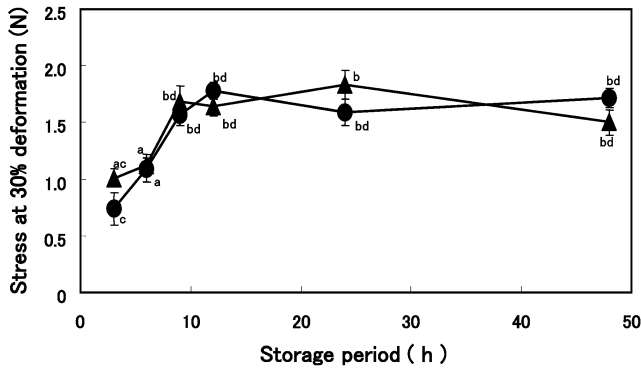 Stress at 30% deformation (N)
2.5
2.0
1.5
1.0
0.5
0
bd
b
bd
bd
bd
bd
bd
bd
a
ac
a
c
0
10
20
30
40
50
Storage period ( h )